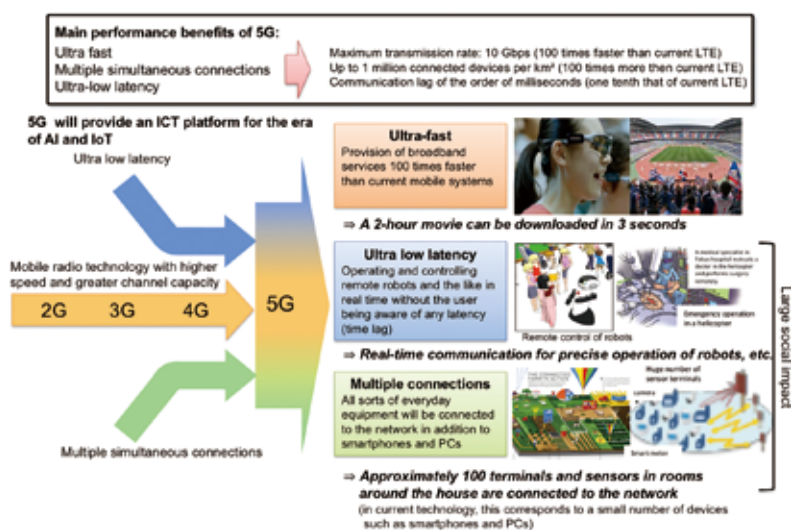 Main performance benefits of 5G:
Ultra fast
Multiple simultaneous connections
Ultra-low latency
Maximum transmission rate: 10 Gbps (100 times faster than current LTE)
Up to 1 million connected devices per km² (100 times more then current LTE)
Communication lag of the order of milliseconds (one tenth that of current LTE)
5G will provide an ICT platform for the era
of AI and IoT
Ultra low latency
Mobile radio technology with higher
speed and greater channel capacity
2G 3G 4G
5G
Multiple simultaneous connections
Ultra-fast
Provision of broadband
services 100 times faster
than current mobile systems
⇒ A 2-hour movie can be downloaded in 3 seconds
Ultra low latency
Operating and controlling
remote robots and the like in
real time without the user
being aware of any latency
(time lag)
Remote control of robots
Emergency operation
in a helicopter
⇒ Real-time communication for precise operation of robots, etc.
Multiple connections
All sorts of everyday
equipment will be connected
to the network in addition to
smartphones and PCs
Huge number of
sensor terminals
Smart meter
⇒ Approximately 100 terminals and sensors in rooms
around the house are connected to the network
(in current technology, this corresponds to a small number of devices
such as smartphones and PCs)
Large social impact